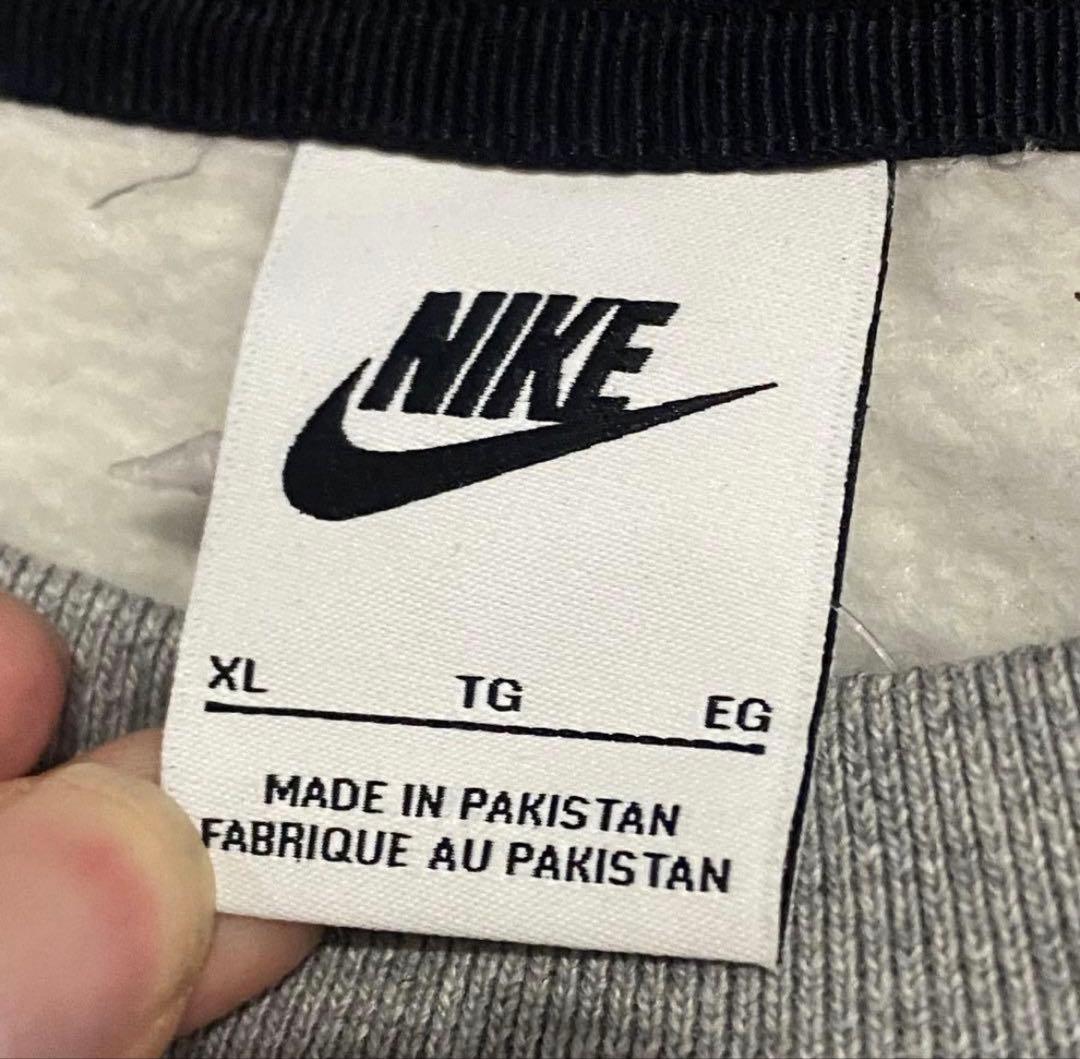 NIKE
XL TG EG
MADE IN PAKISTAN
FABRIQUE AU PAKISTAN